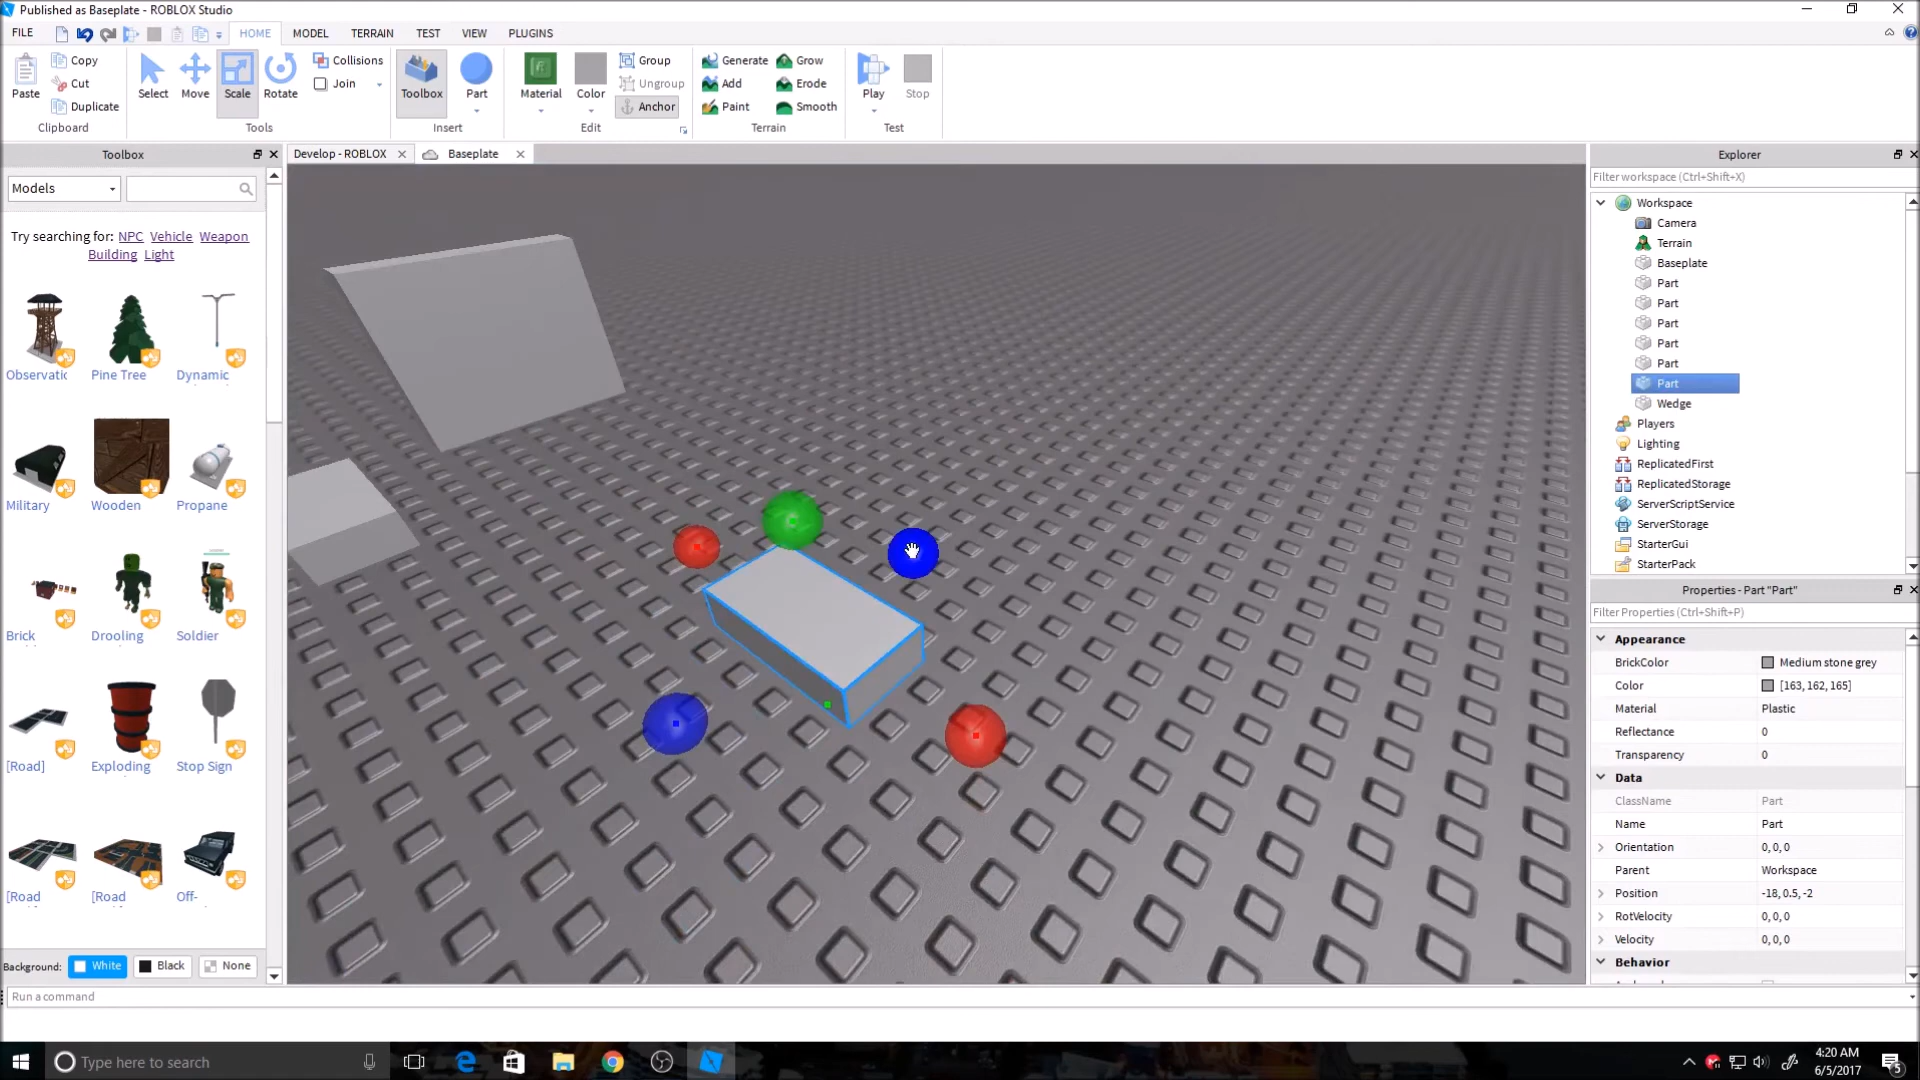 Published as Baseplate - ROBLOX Studio
FILE HOME MODEL TERRAIN TEST VIEW PLUGINS
Paste Copy Cut Duplicate Clipboard
Select Move Scale Rotate Collisions Join Tools
Toolbox Part Insert
Material Color Group Ungroup Anchor Edit
Generate Add Paint Grow Erode Smooth Terrain
Play Stop Test
Toolbox
Models
Try searching for: NPC Vehicle Weapon
Building Light
Observatic Pine Tree Dynamic
Military Wooden Propane
Brick Drooling Soldier
[Road] Exploding Stop Sign
[Road [Road Off-
Background: White Black None
Develop - ROBLOX Baseplate
Explorer
Filter workspace (Ctrl+Shift+X)
Workspace
Camera
Terrain
Baseplate
Part
Part
Part
Part
Part
Part
Wedge
Players
Lighting
ReplicatedFirst
ReplicatedStorage
ServerScriptService
ServerStorage
StarterGui
StarterPack
Properties - Part "Part"
Filter Properties (Ctrl+Shift+P)
Appearance
BrickColor Medium stone grey
Color [163, 162, 165]
Material Plastic
Reflectance 0
Transparency 0
Data
ClassName Part
Name Part
Orientation 0, 0, 0
Parent Workspace
Position -18, 0.5, -2
RotVelocity 0, 0, 0
Velocity 0, 0, 0
Behavior
Run a command
Type here to search
4:20 AM
6/5/2017
5